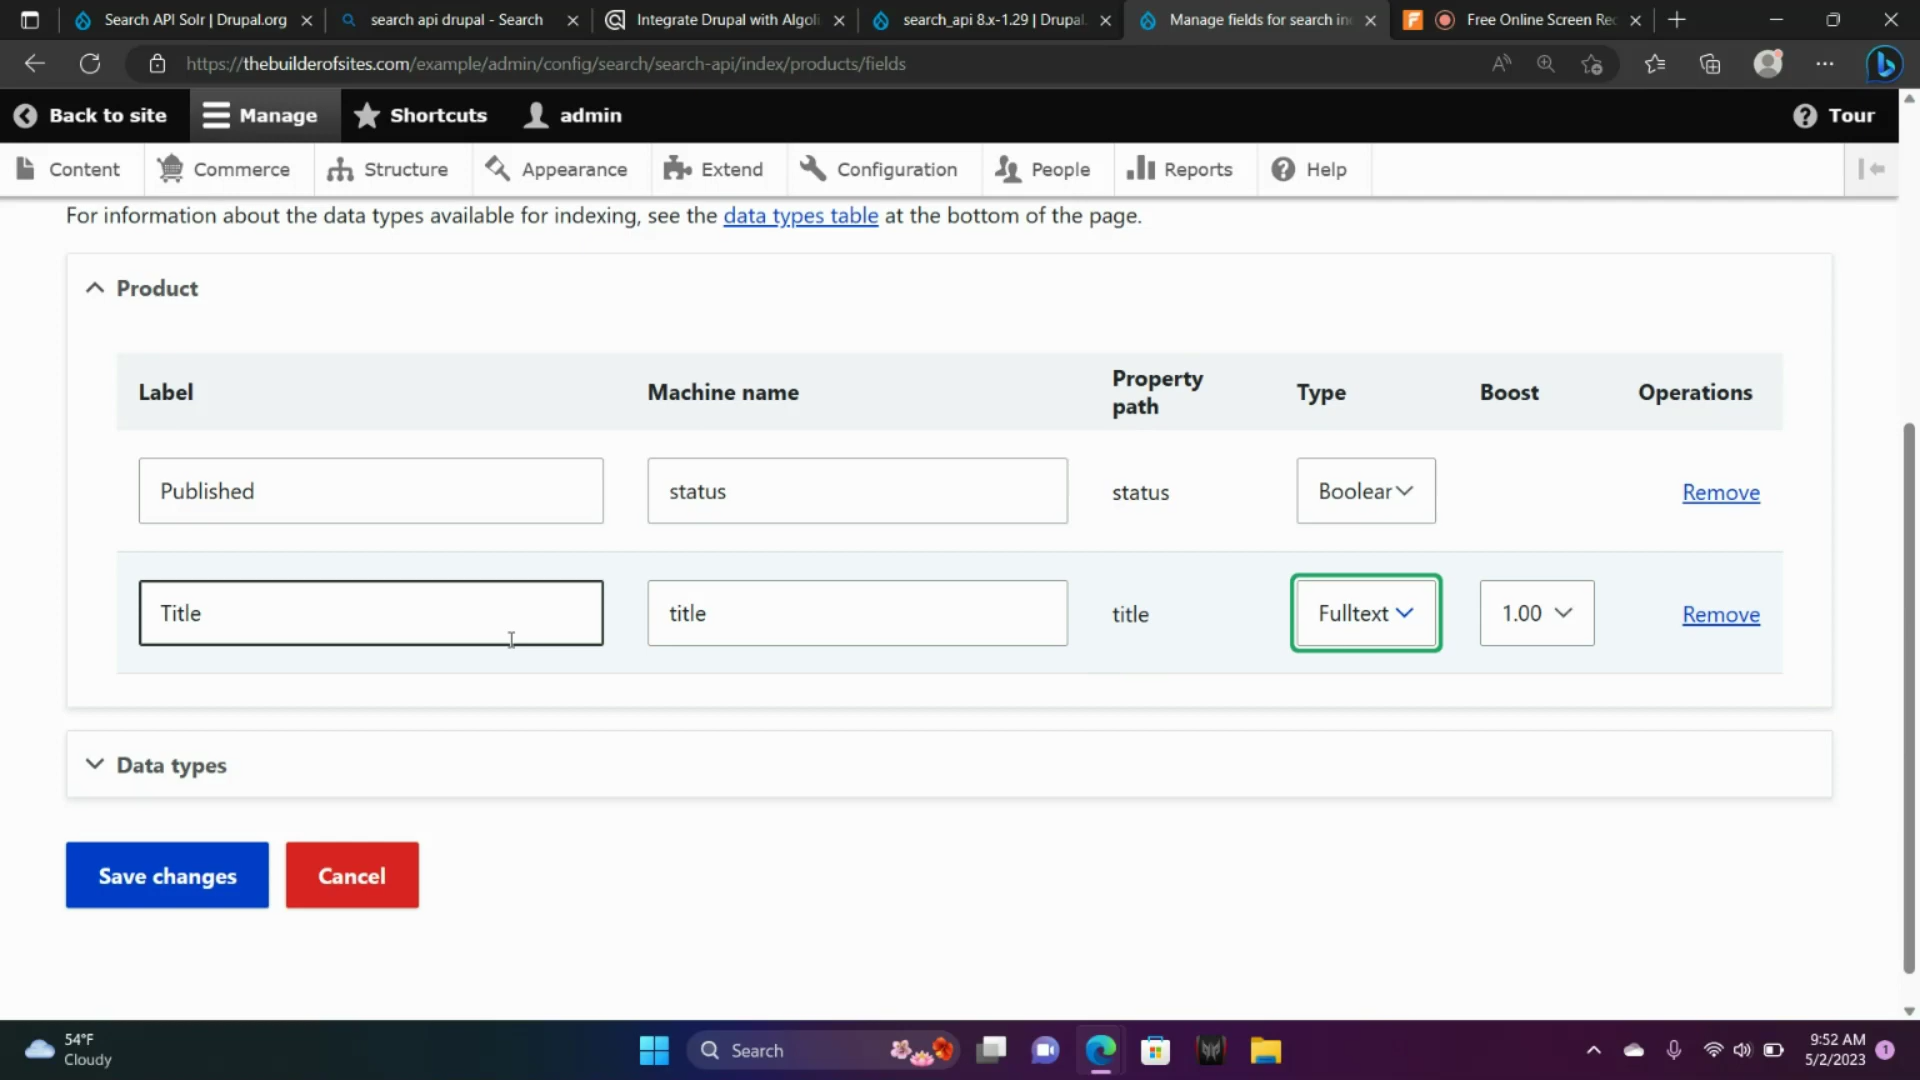 Search API Solr | Drupal.org
search api drupal - Search
Integrate Drupal with Algoli
search_api 8.x-1.29 | Drupal.
Manage fields for search in
Free Online Screen Rec
https://thebuilderofsites.com/example/admin/config/search/search-api/index/products/fields
Back to site
Manage
Shortcuts
admin
Tour
Content
Commerce
Structure
Appearance
Extend
Configuration
People
Reports
Help
For information about the data types available for indexing, see the data types table at the bottom of the page.
Product
Label
Machine name
Property
path
Type
Boost
Operations
Published
status
status
Boolear
Remove
Title
title
title
Fulltext
1.00
Remove
Data types
Save changes
Cancel
54°F
Cloudy
Search
9:52 AM
5/2/2023
1